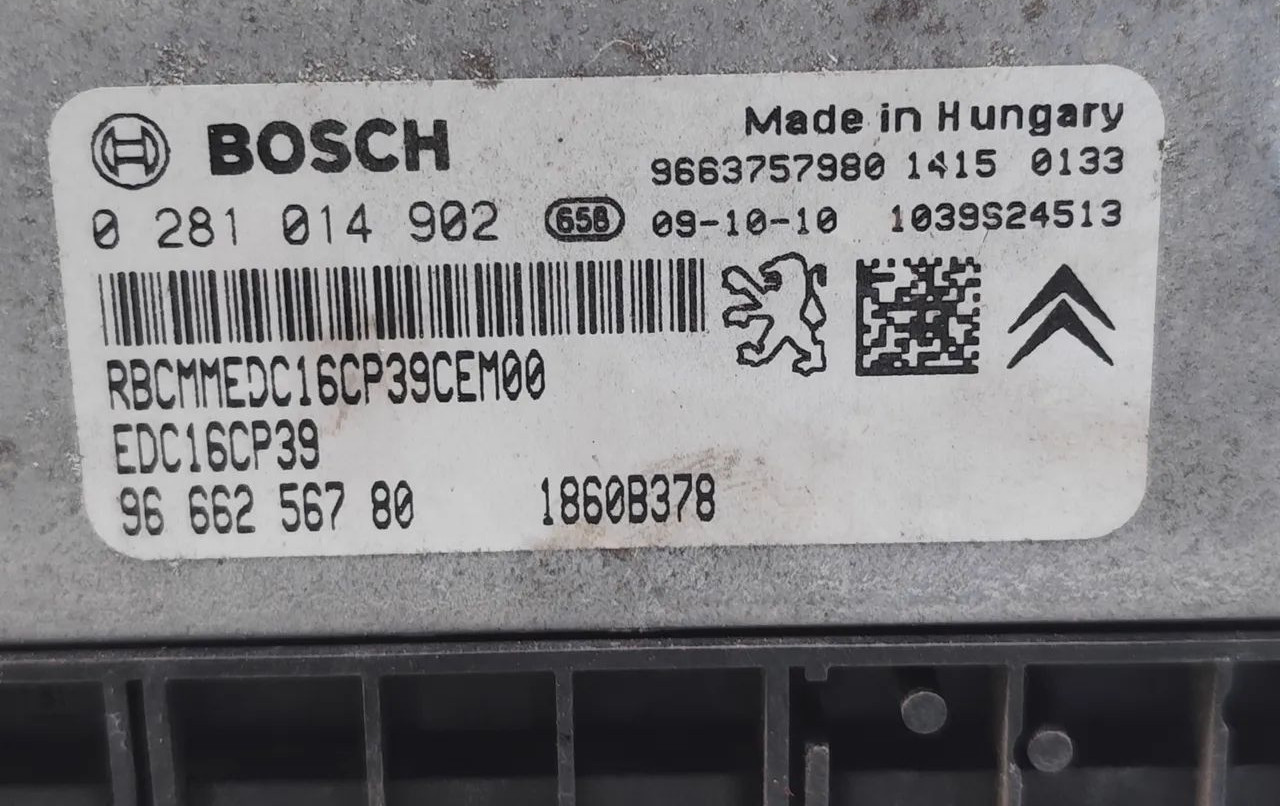 BOSCH
Made in Hungary
9663757980 1415 0133
0 281 014 902 658 09-10-10 1039S24513
RBCMMEDC16CP39CEM00
EDC16CP39
96 662 567 80 1860B378